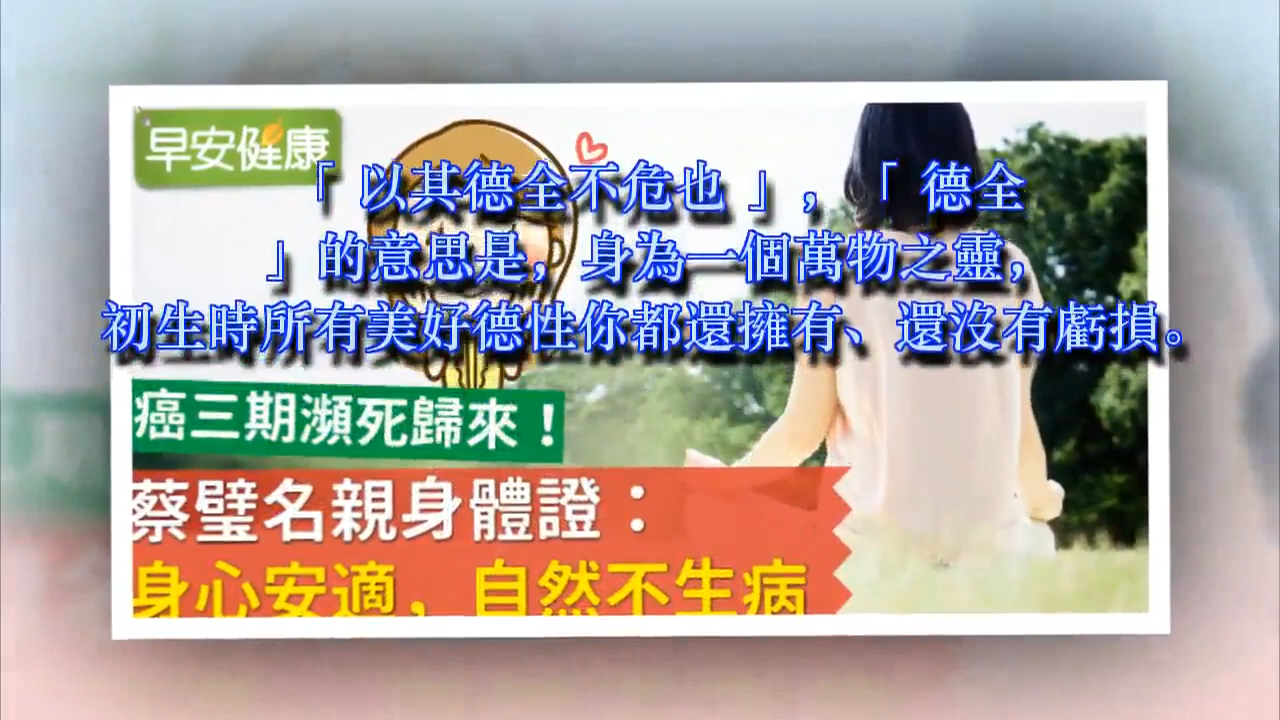 早安健康
「 以其德全不危也 」，「 德全
」的意思是，身為一個萬物之靈，
初生時所有美好德性你都還擁有、還沒有虧損。
癌三期瀕死歸來！
蔡璧名親身體證：
身心安適，自然不生病